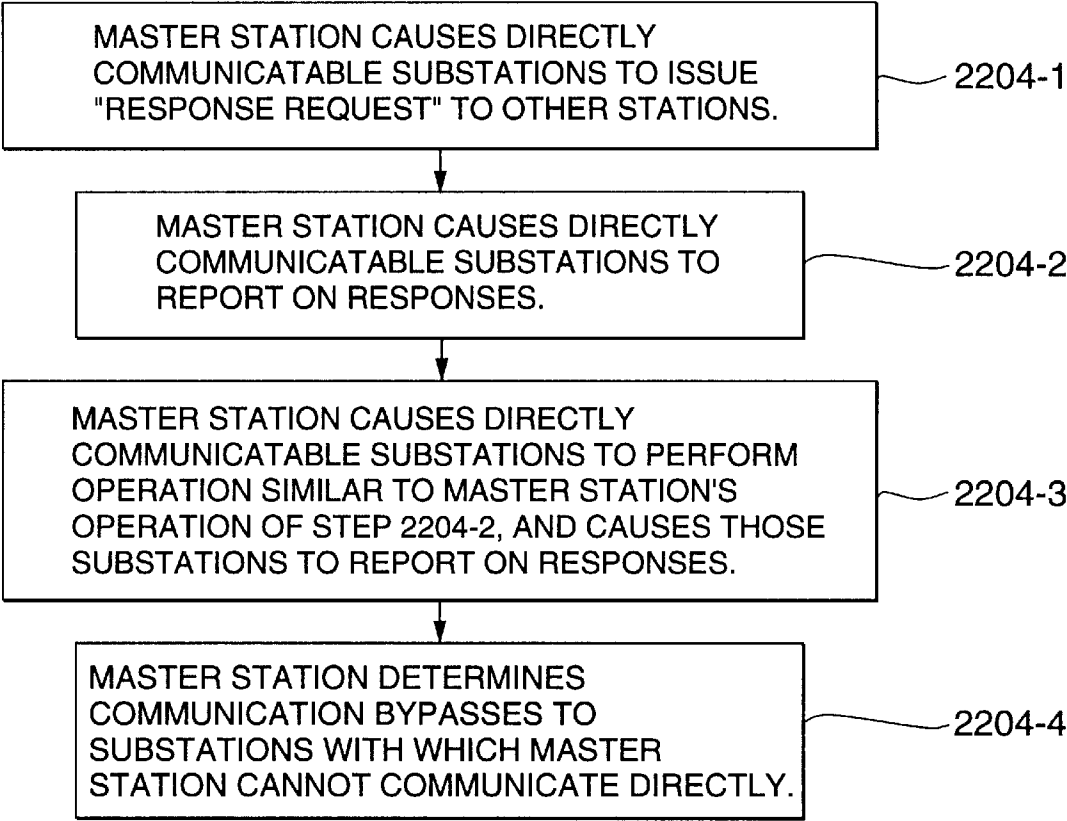 MASTER STATION CAUSES DIRECTLY
COMMUNICATABLE SUBSTATIONS TO ISSUE
"RESPONSE REQUEST" TO OTHER STATIONS.
2204-1
MASTER STATION CAUSES DIRECTLY
COMMUNICATABLE SUBSTATIONS TO
REPORT ON RESPONSES.
2204-2
MASTER STATION CAUSES DIRECTLY
COMMUNICATABLE SUBSTATIONS TO PERFORM
OPERATION SIMILAR TO MASTER STATION'S
OPERATION OF STEP 2204-2, AND CAUSES THOSE
SUBSTATIONS TO REPORT ON RESPONSES.
2204-3
MASTER STATION DETERMINES
COMMUNICATION BYPASSES TO
SUBSTATIONS WITH WHICH MASTER
STATION CANNOT COMMUNICATE DIRECTLY.
2204-4